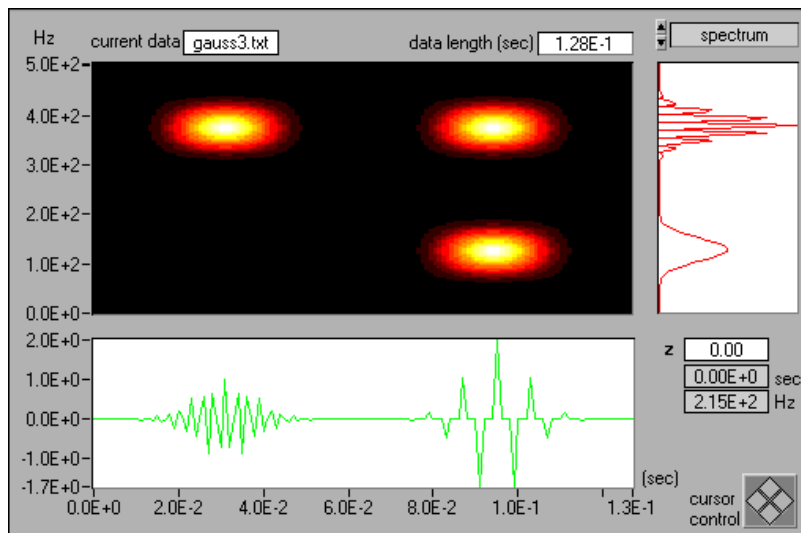 Hz current data gauss3.txt data length (sec) 1.28E-1 spectrum
5.0E+2
4.0E+2
3.0E+2
2.0E+2
1.0E+2
0.0E+0
2.0E+0
1.0E+0
0.0E+0
-1.0E+0
-1.7E+0
z 0.00
0.00E+0 sec
2.15E+2 Hz
(sec)
0.0E+0 2.0E-2 4.0E-2 6.0E-2 8.0E-2 1.0E-1 1.3E-1
cursor
control